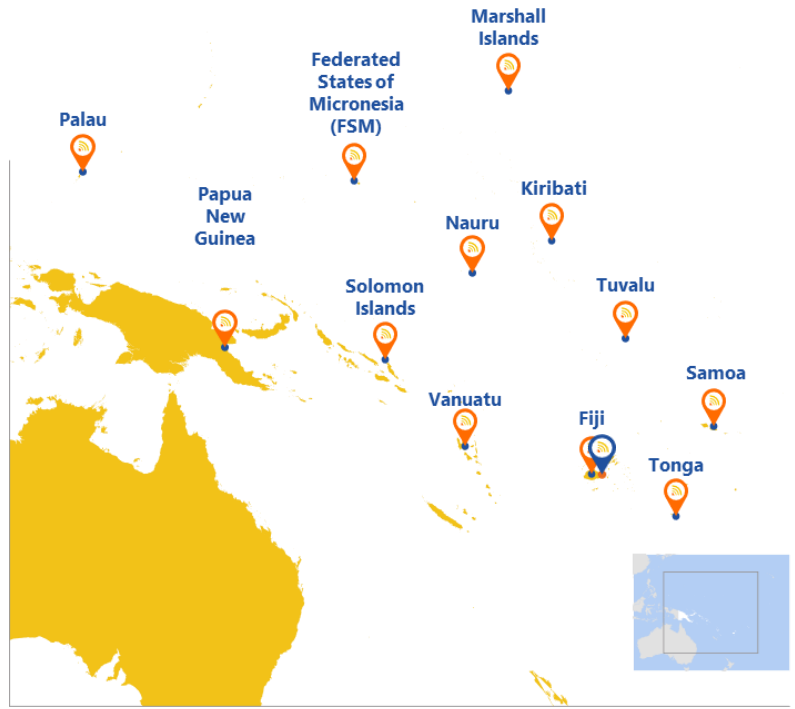 Marshall
Islands
Federated
States of
Micronesia
(FSM)
Palau
Papua
New
Guinea
Kiribati
Nauru
Solomon
Islands
Tuvalu
Samoa
Vanuatu
Fiji
Tonga